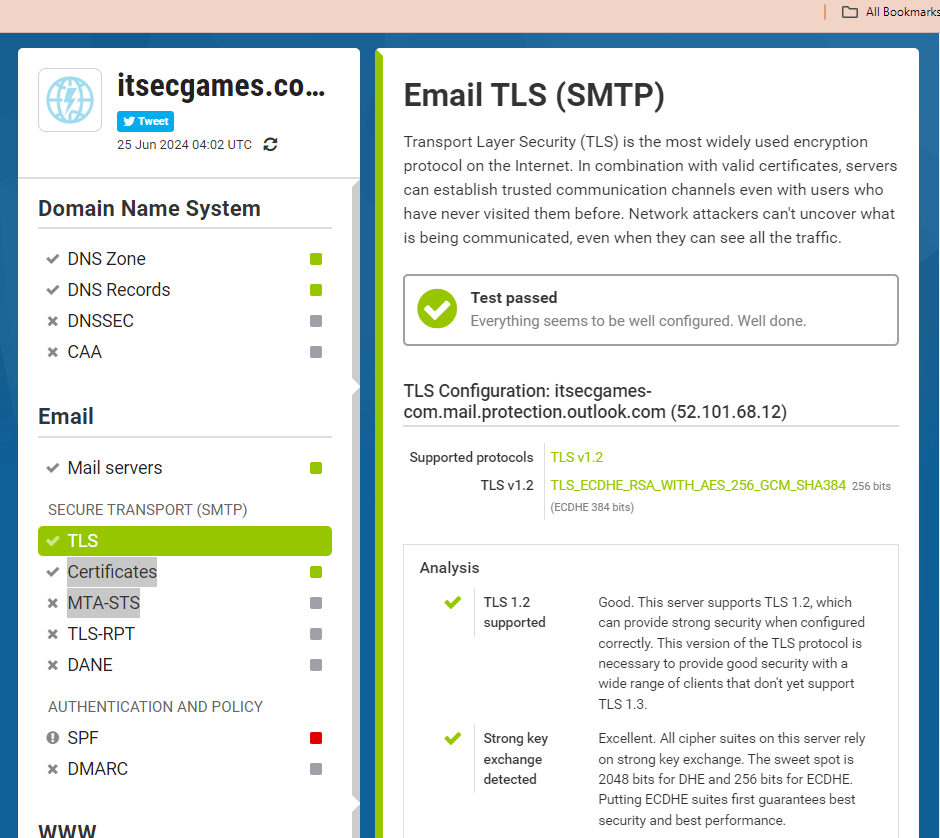 All Bookmarks
itsecgames.co...
Tweet
25 Jun 2024 04:02 UTC
Domain Name System
DNS Zone
DNS Records
DNSSEC
CAA
Email
Mail servers
SECURE TRANSPORT (SMTP)
TLS
Certificates
MTA-STS
TLS-RPT
DANE
AUTHENTICATION AND POLICY
SPF
DMARC
WWW
Email TLS (SMTP)
Transport Layer Security (TLS) is the most widely used encryption
protocol on the Internet. In combination with valid certificates, servers
can establish trusted communication channels even with users who
have never visited them before. Network attackers can't uncover what
is being communicated, even when they can see all the traffic.
Test passed
Everything seems to be well configured. Well done.
TLS Configuration: itsecgames-
com.mail.protection.outlook.com (52.101.68.12)
Supported protocols TLS v1.2
TLS v1.2 TLS_ECDHE_RSA_WITH_AES_256_GCM_SHA384 256 bits
(ECDHE 384 bits)
Analysis
TLS 1.2
supported
Good. This server supports TLS 1.2, which
can provide strong security when configured
correctly. This version of the TLS protocol is
necessary to provide good security with a
wide range of clients that don't yet support
TLS 1.3.
Strong key
exchange
detected
Excellent. All cipher suites on this server rely
on strong key exchange. The sweet spot is
2048 bits for DHE and 256 bits for ECDHE.
Putting ECDHE suites first guarantees best
security and best performance.